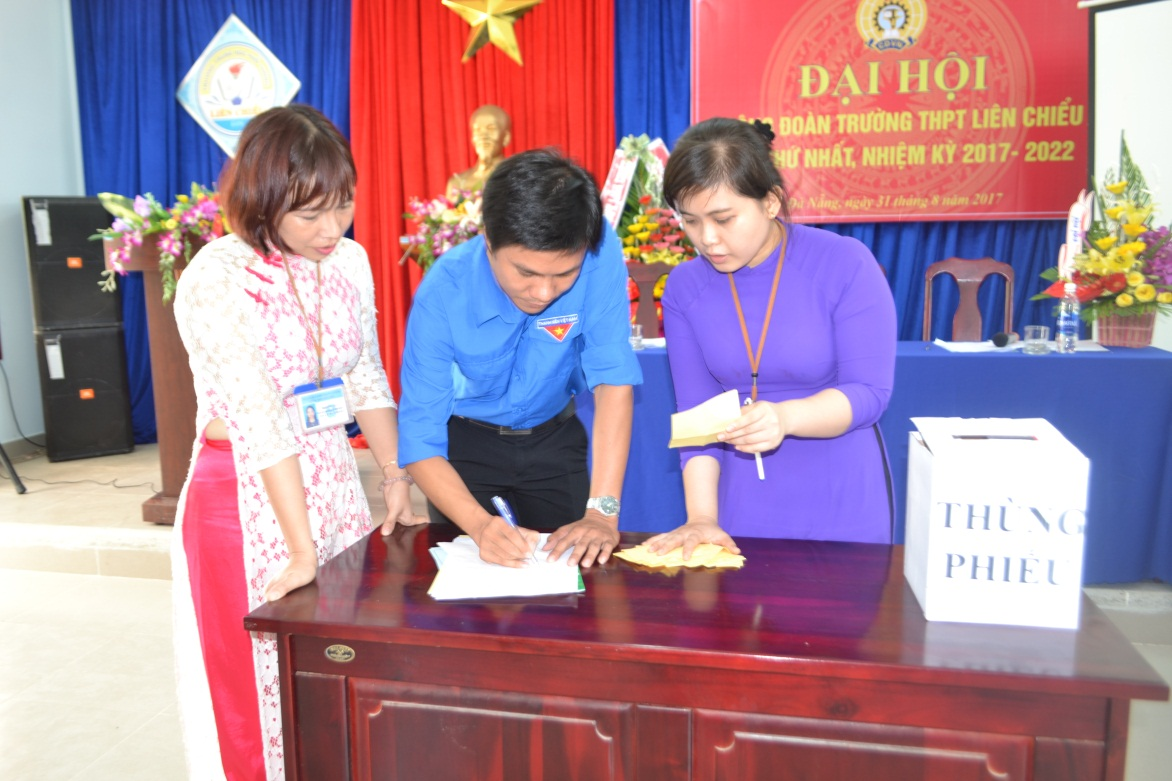 ĐẠI HỘI
ĐOÀN TRƯỜNG THPT LIÊN CHIỂU
NHẤT, NHIỆM KỲ 2017- 2022
Đà Nẵng, ngày 31 tháng 8 năm 2017
THÙNG
PHIẾU